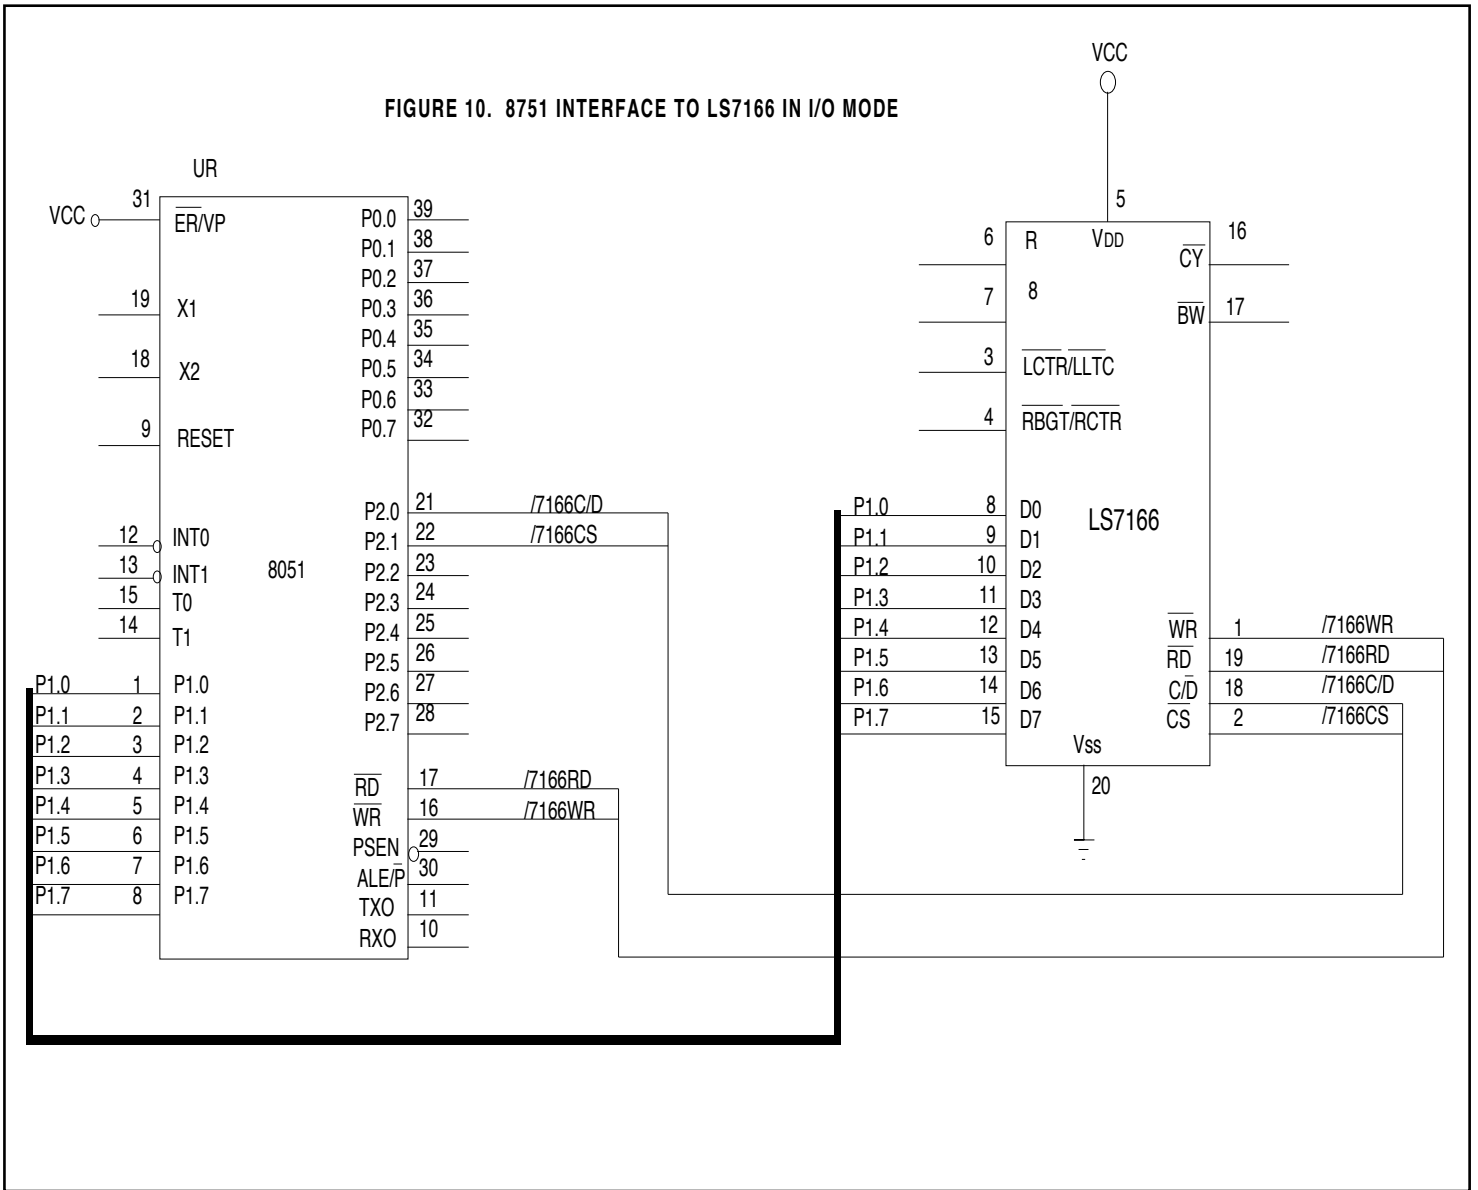 VCC
FIGURE 10. 8751 INTERFACE TO LS7166 IN I/O MODE
UR
VCC
31
ER/VP
19
X1
18
X2
9
RESET
12
INT0
13
INT1
15
T0
14
T1
8051
P1.0 1 P1.0
P1.1 2 P1.1
P1.2 3 P1.2
P1.3 4 P1.3
P1.4 5 P1.4
P1.5 6 P1.5
P1.6 7 P1.6
P1.7 8 P1.7
P0.0 39
P0.1 38
P0.2 37
P0.3 36
P0.4 35
P0.5 34
P0.6 33
P0.7 32
P2.0 21 /7166C/D
P2.1 22 /7166CS
P2.2 23
P2.3 24
P2.4 25
P2.5 26
P2.6 27
P2.7 28
RD 17 /7166RD
WR 16 /7166WR
PSEN 29
ALE/P 30
TXO 11
RXO 10
5
VDD
6 R
7 8
3 LCTR/LLTC
4 RBGT/RCTR
P1.0 8 D0
P1.1 9 D1
P1.2 10 D2
P1.3 11 D3
P1.4 12 D4
P1.5 13 D5
P1.6 14 D6
P1.7 15 D7
LS7166
CY 16
BW 17
WR 1 /7166WR
RD 19 /7166RD
C/D 18 /7166C/D
CS 2 /7166CS
Vss
20